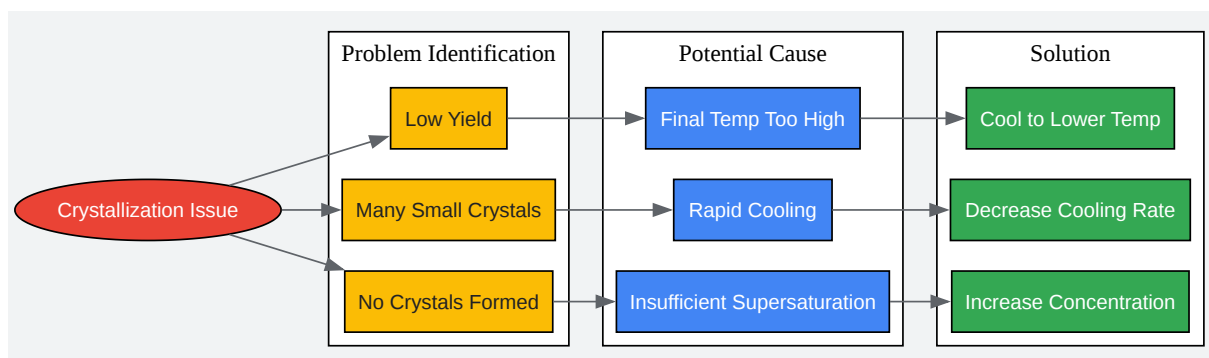 Problem Identification
Potential Cause
Solution
Low Yield
Final Temp Too High
Cool to Lower Temp
Crystallization Issue
Many Small Crystals
Rapid Cooling
Decrease Cooling Rate
No Crystals Formed
Insufficient Supersaturation
Increase Concentration